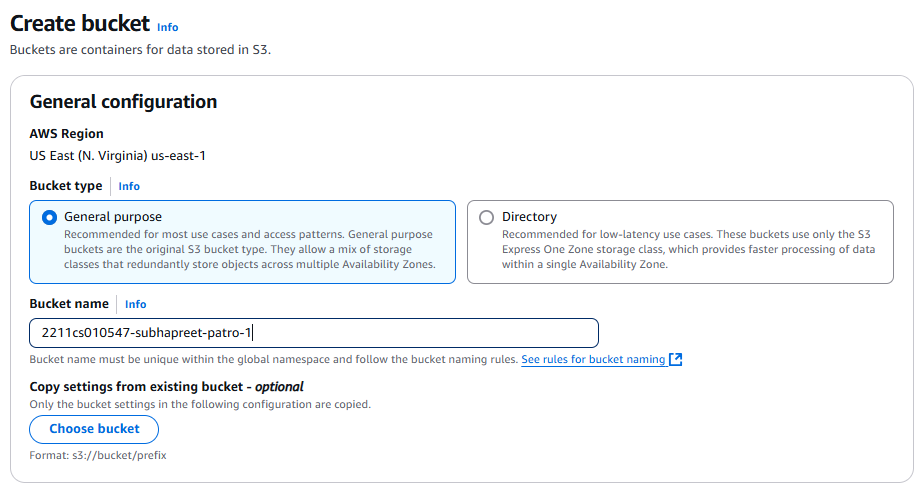 Create bucket Info
Buckets are containers for data stored in S3.
General configuration
AWS Region
US East (N. Virginia) us-east-1
Bucket type Info
General purpose
Recommended for most use cases and access patterns. General purpose
buckets are the original S3 bucket type. They allow a mix of storage
classes that redundantly store objects across multiple Availability Zones.
Directory
Recommended for low-latency use cases. These buckets use only the S3
Express One Zone storage class, which provides faster processing of data
within a single Availability Zone.
Bucket name Info
2211cs010547-subhapreet-patro-1
Bucket name must be unique within the global namespace and follow the bucket naming rules. See rules for bucket naming
Copy settings from existing bucket - optional
Only the bucket settings in the following configuration are copied.
Choose bucket
Format: s3://bucket/prefix